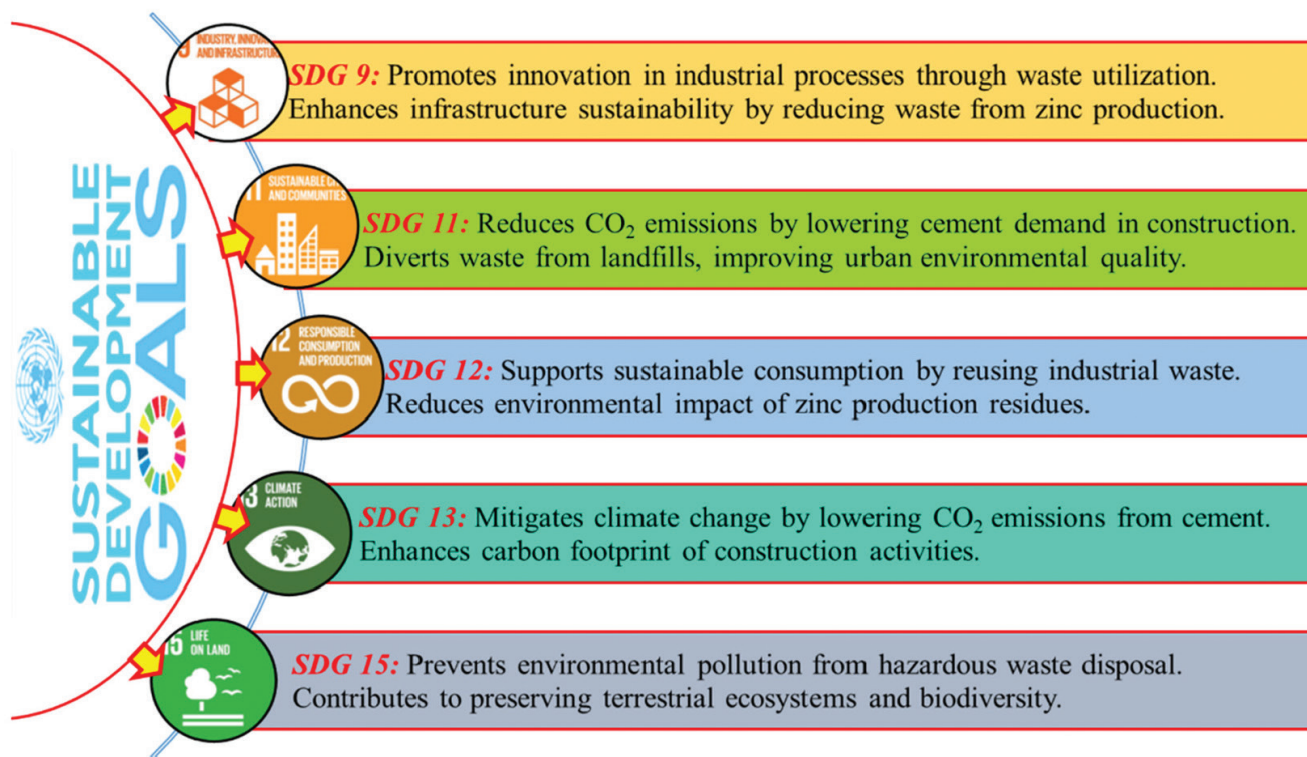 SUSTAINABLE
DEVELOPMENT
GOALS
9 INDUSTRY,
AND INFRASTRUCTURE
SDG 9: Promotes innovation in industrial processes through waste utilization.
Enhances infrastructure sustainability by reducing waste from zinc production.
11 SUSTAINABLE
AND COMMUNITIES
SDG 11: Reduces CO₂ emissions by lowering cement demand in construction.
Diverts waste from landfills, improving urban environmental quality.
12 RESPONSIBLE
CONSUMPTION
AND PRODUCTION
SDG 12: Supports sustainable consumption by reusing industrial waste.
Reduces environmental impact of zinc production residues.
3 CLIMATE
ACTION
SDG 13: Mitigates climate change by lowering CO₂ emissions from cement.
Enhances carbon footprint of construction activities.
5 LIFE
ON LAND
SDG 15: Prevents environmental pollution from hazardous waste disposal.
Contributes to preserving terrestrial ecosystems and biodiversity.